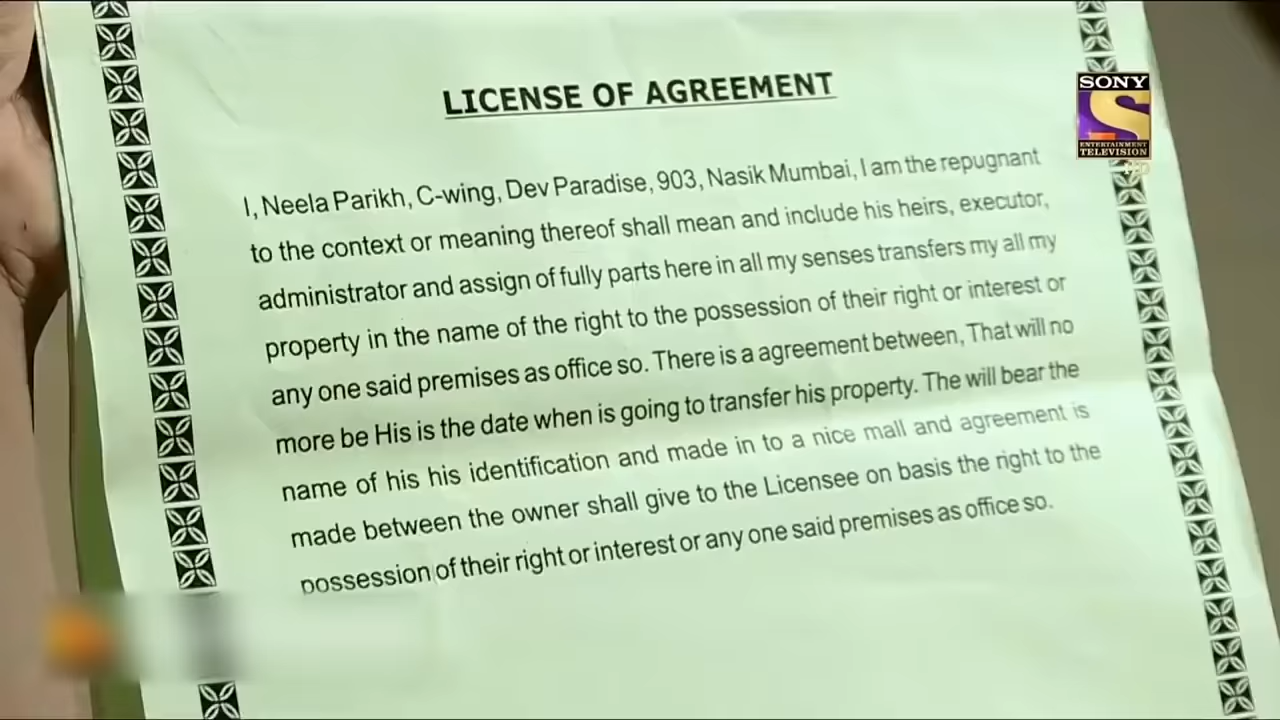 LICENSE OF AGREEMENT
SONY
ENTERTAINMENT
TELEVISION
HD
I, Neela Parikh, C-wing, Dev Paradise, 903, Nasik Mumbai, I am the repugnant
to the context or meaning thereof shall mean and include his heirs, executor,
administrator and assign of fully parts here in all my senses transfers my all my
property in the name of the right to the possession of their right or interest or
any one said premises as office so. There is a agreement between, That will no
more be His is the date when is going to transfer his property. The will bear the
name of his his identification and made in to a nice mall and agreement is
made between the owner shall give to the Licensee on basis the right to the
possession of their right or interest or any one said premises as office so.